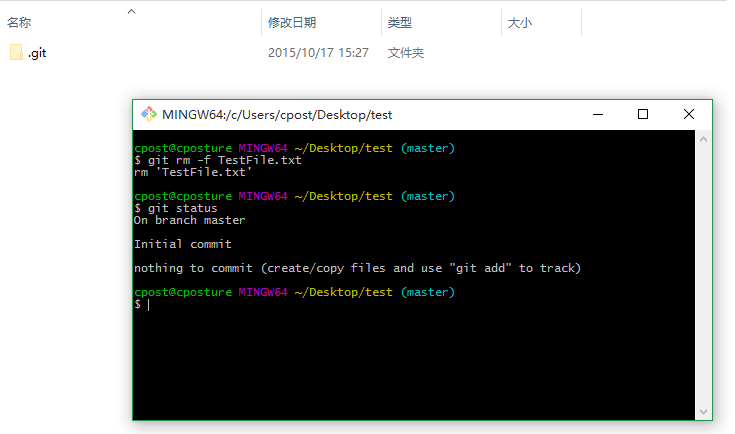 名称 修改日期 类型 大小
.git 2015/10/17 15:27 文件夹
MINGW64:/c/Users/cpost/Desktop/test
cpost@cposture MINGW64 ~/Desktop/test (master)
$ git rm -f TestFile.txt
rm 'TestFile.txt'
cpost@cposture MINGW64 ~/Desktop/test (master)
$ git status
On branch master
Initial commit
nothing to commit (create/copy files and use "git add" to track)
cpost@cposture MINGW64 ~/Desktop/test (master)
$